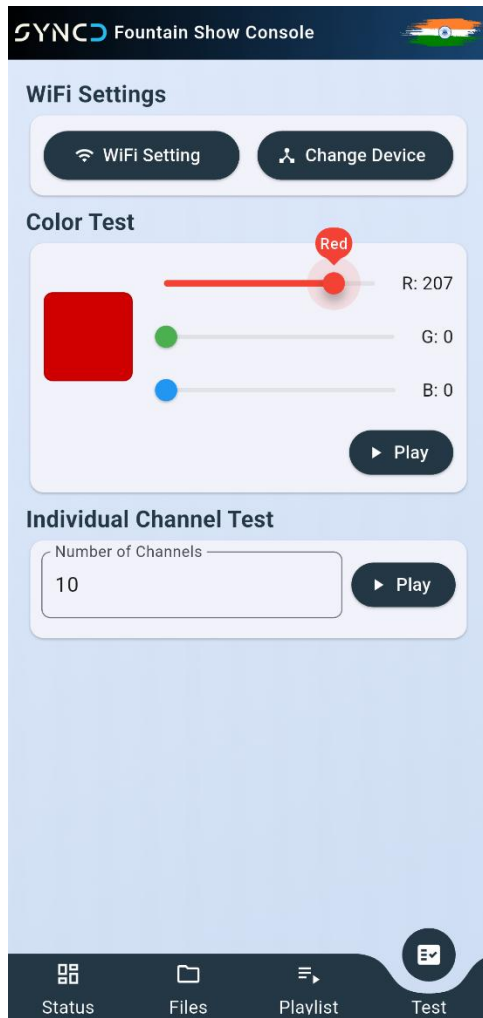 SYNCD Fountain Show Console
WiFi Settings
WiFi Setting
Change Device
Color Test
Red
R: 207
G: 0
B: 0
Play
Individual Channel Test
Number of Channels
10
Play
Status
Files
Playlist
Test